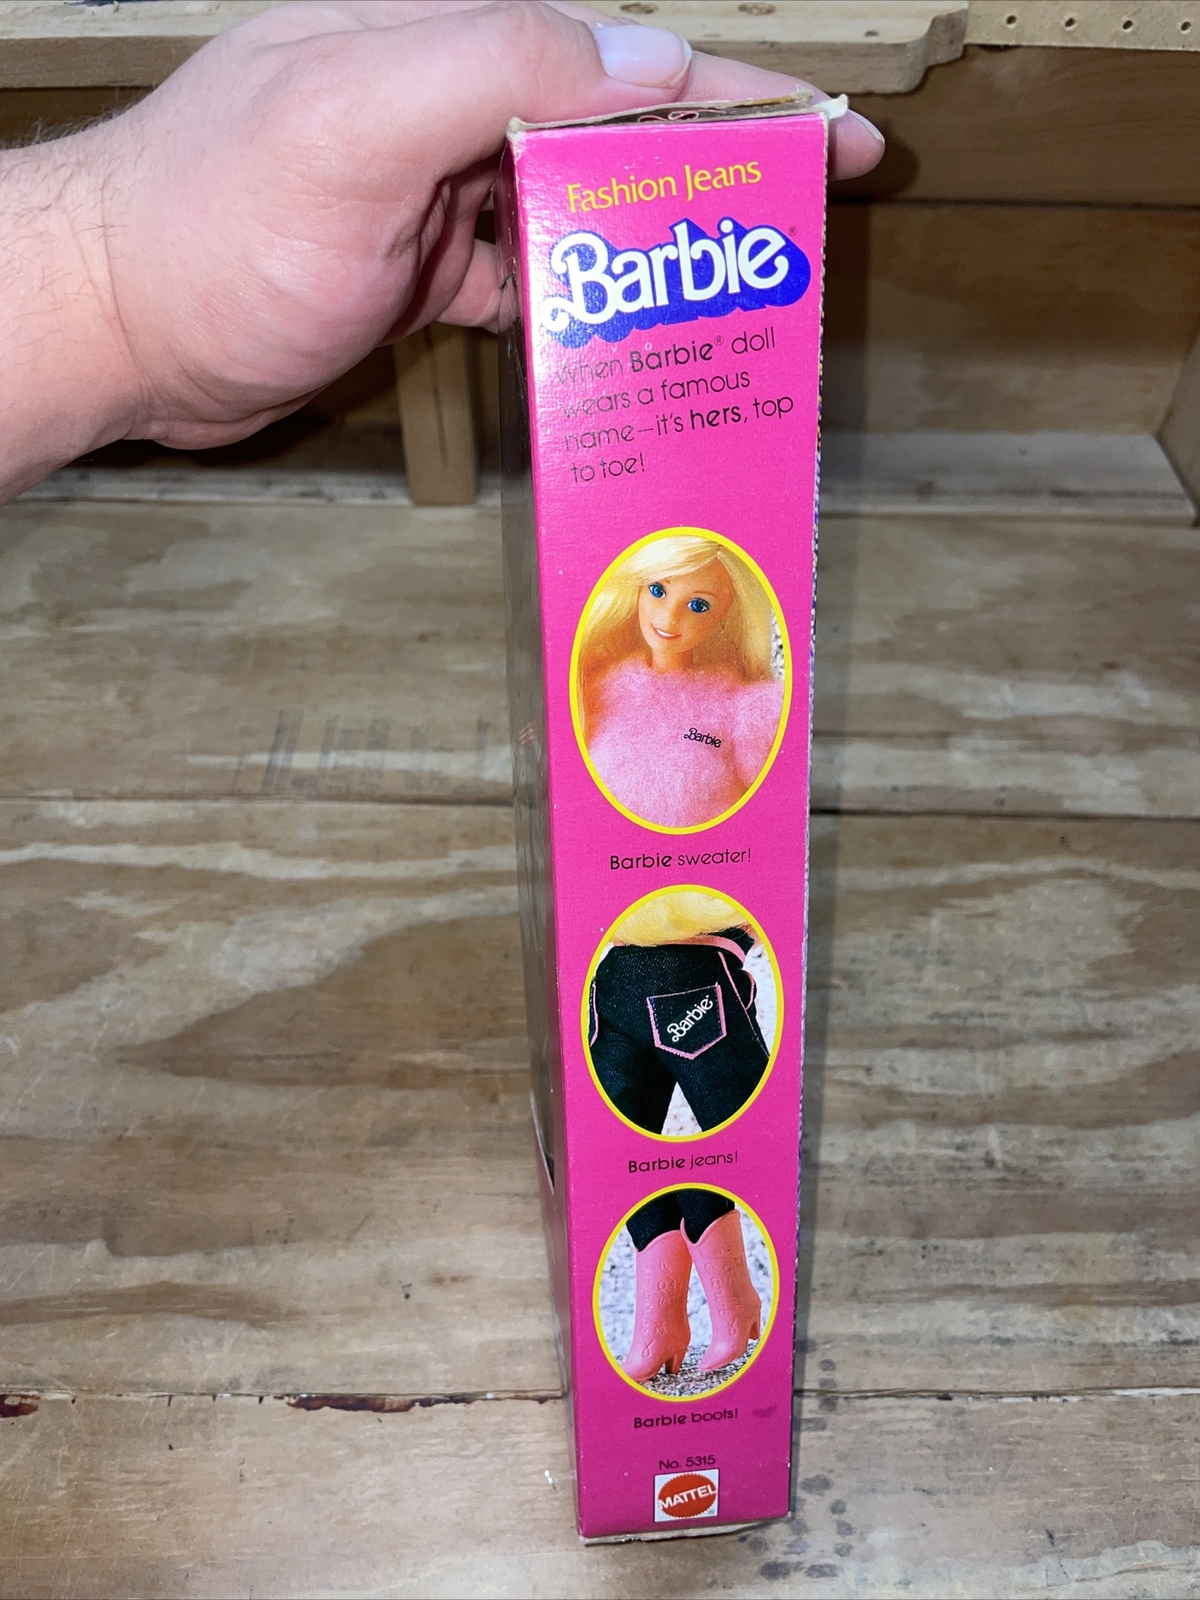 Fashion Jeans
Barbie®
When Barbie® doll
wears a famous
name—it's hers, top
to toe!
Barbie
Barbie sweater!
Barbie
Barbie jeans!
Barbie boots!
No. 5315
MATTEL